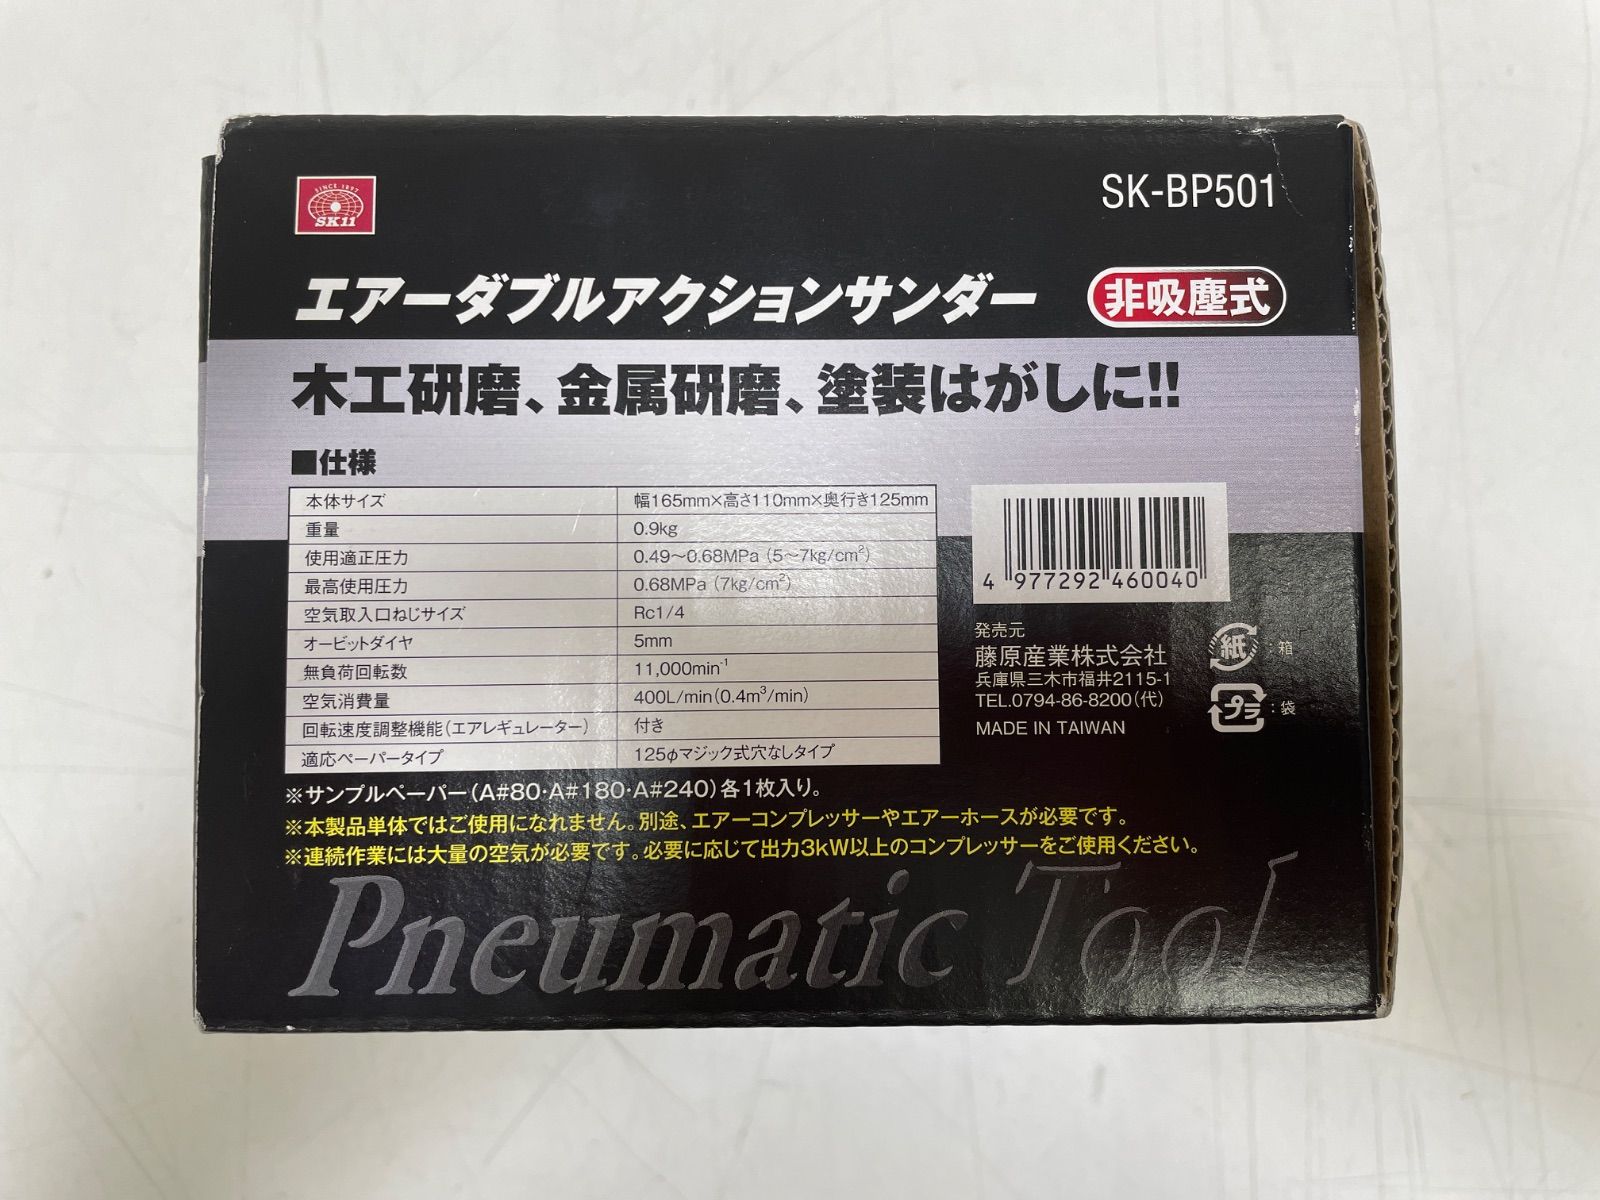 SINCE 1897
SK11
SK-BP501
エアーダブルアクションサンダー
非吸塵式
木工研磨、金属研磨、塗装はがしに!!
■仕様
本体サイズ 幅165mm×高さ110mm×奥行き125mm
重量 0.9kg
使用適正圧力 0.49～0.68MPa（5～7kg/cm²）
最高使用圧力 0.68MPa（7kg/cm²）
空気取入口ねじサイズ Rc1/4
オービットダイヤ 5mm
無負荷回転数 11,000min⁻¹
空気消費量 400L/min(0.4m³/min)
回転速度調整機能(エアレギュレーター) 付き
適応ペーパータイプ 125φマジック式穴なしタイプ
4 977292 460040
発売元
藤原産業株式会社
兵庫県三木市福井2115-1
TEL.0794-86-8200(代)
MADE IN TAIWAN
紙 :箱
プラ :袋
※サンプルペーパー(A#80・A#180・A#240)各1枚入り。
※本製品単体ではご使用になれません。別途、エアーコンプレッサーやエアーホースが必要です。
※連続作業には大量の空気が必要です。必要に応じて出力3kW以上のコンプレッサーをご使用ください。
Pneumatic Tool